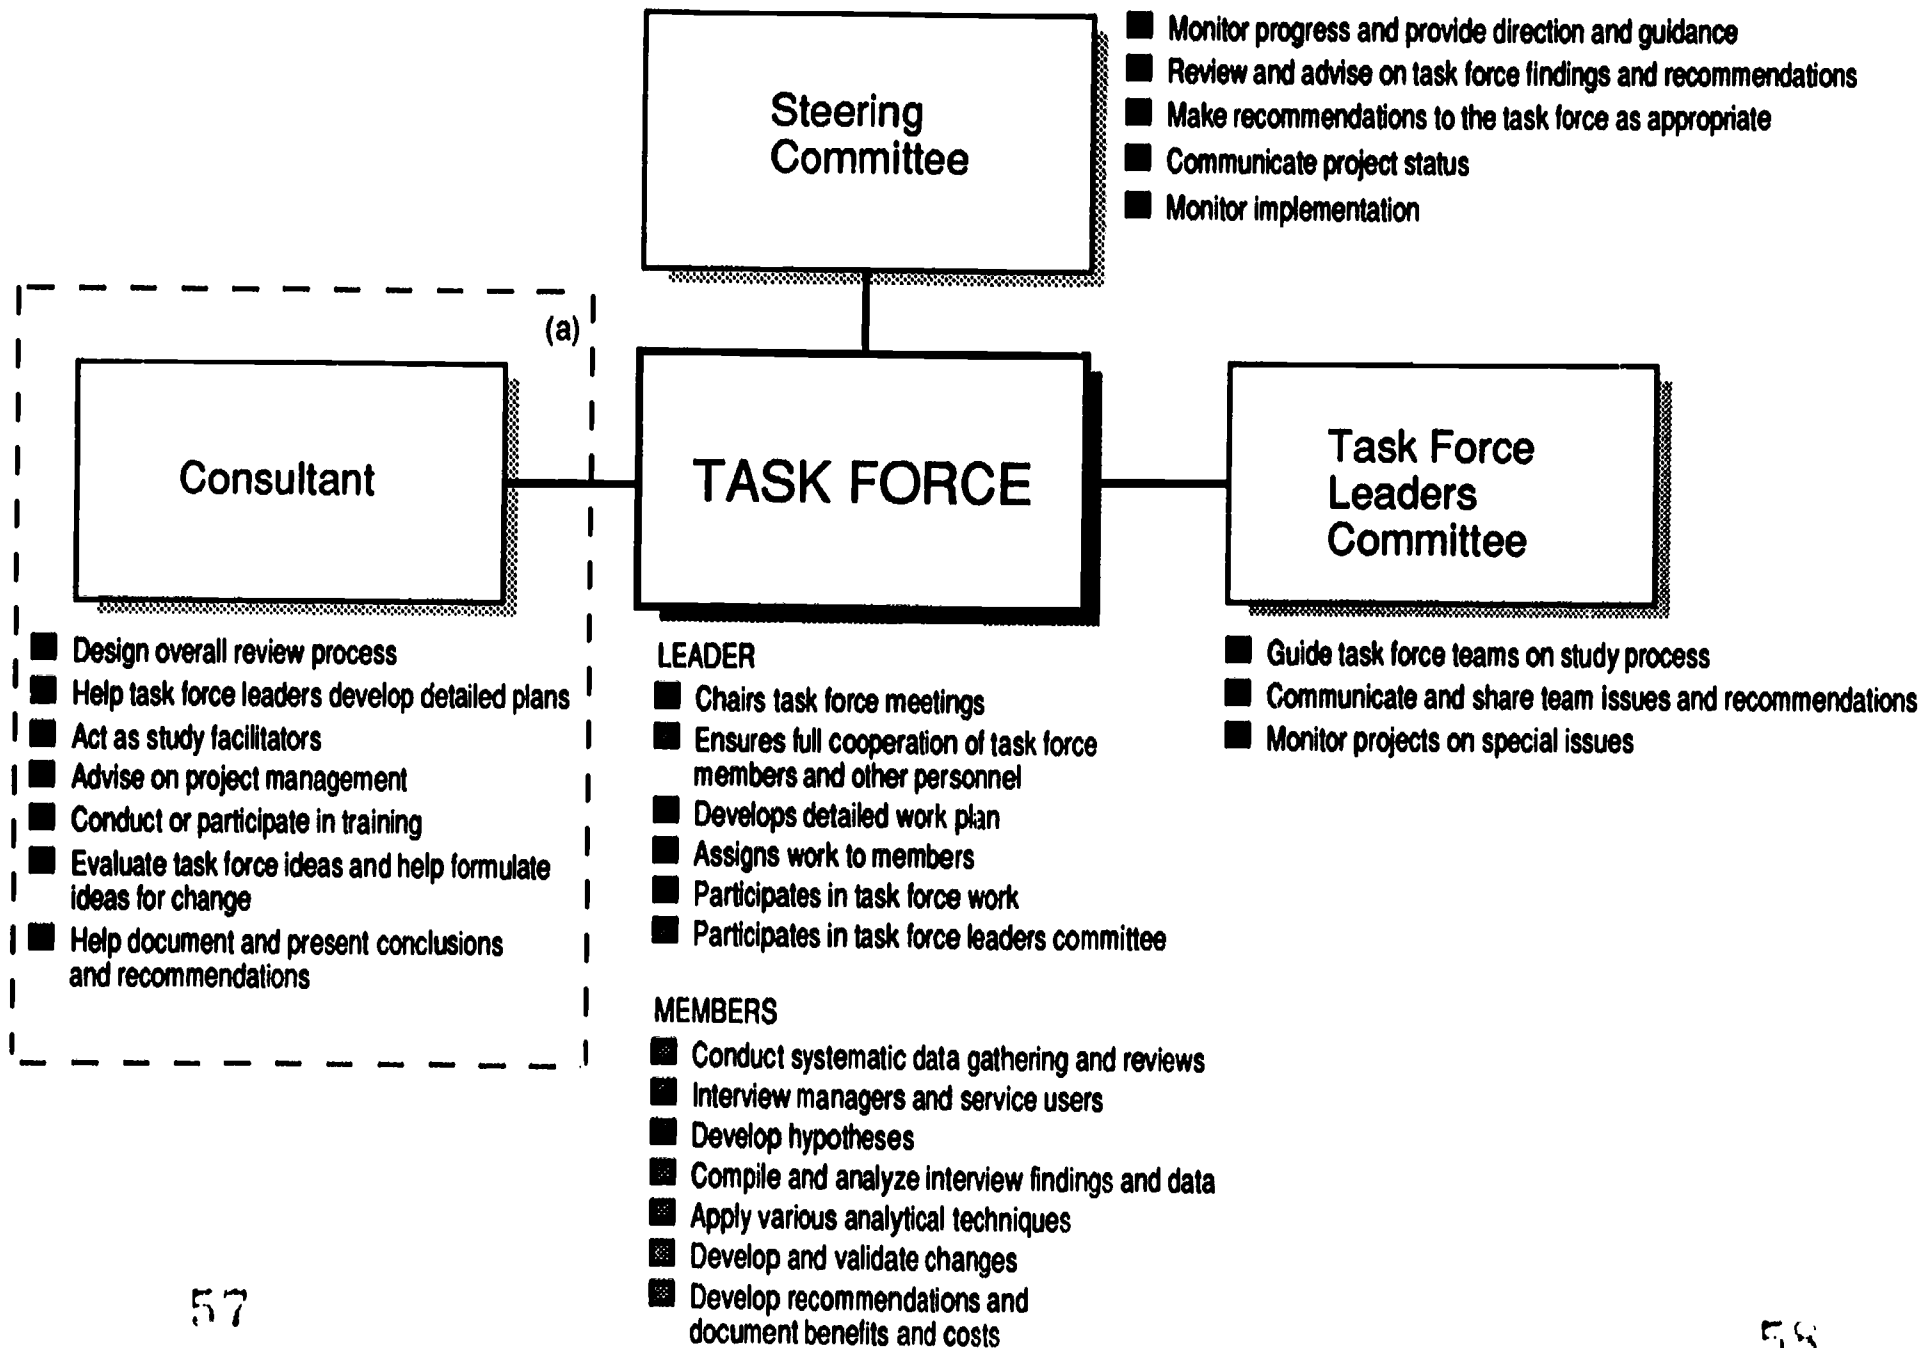 Steering
Committee
Monitor progress and provide direction and guidance
Review and advise on task force findings and recommendations
Make recommendations to the task force as appropriate
Communicate project status
Monitor implementation
(a)
Consultant
Design overall review process
Help task force leaders develop detailed plans
Act as study facilitators
Advise on project management
Conduct or participate in training
Evaluate task force ideas and help formulate
ideas for change
Help document and present conclusions
and recommendations
TASK FORCE
LEADER
Chairs task force meetings
Ensures full cooperation of task force
members and other personnel
Develops detailed work plan
Assigns work to members
Participates in task force work
Participates in task force leaders committee
MEMBERS
Conduct systematic data gathering and reviews
Interview managers and service users
Develop hypotheses
Compile and analyze interview findings and data
Apply various analytical techniques
Develop and validate changes
Develop recommendations and
document benefits and costs
Task Force
Leaders
Committee
Guide task force teams on study process
Communicate and share team issues and recommendations
Monitor projects on special issues
57